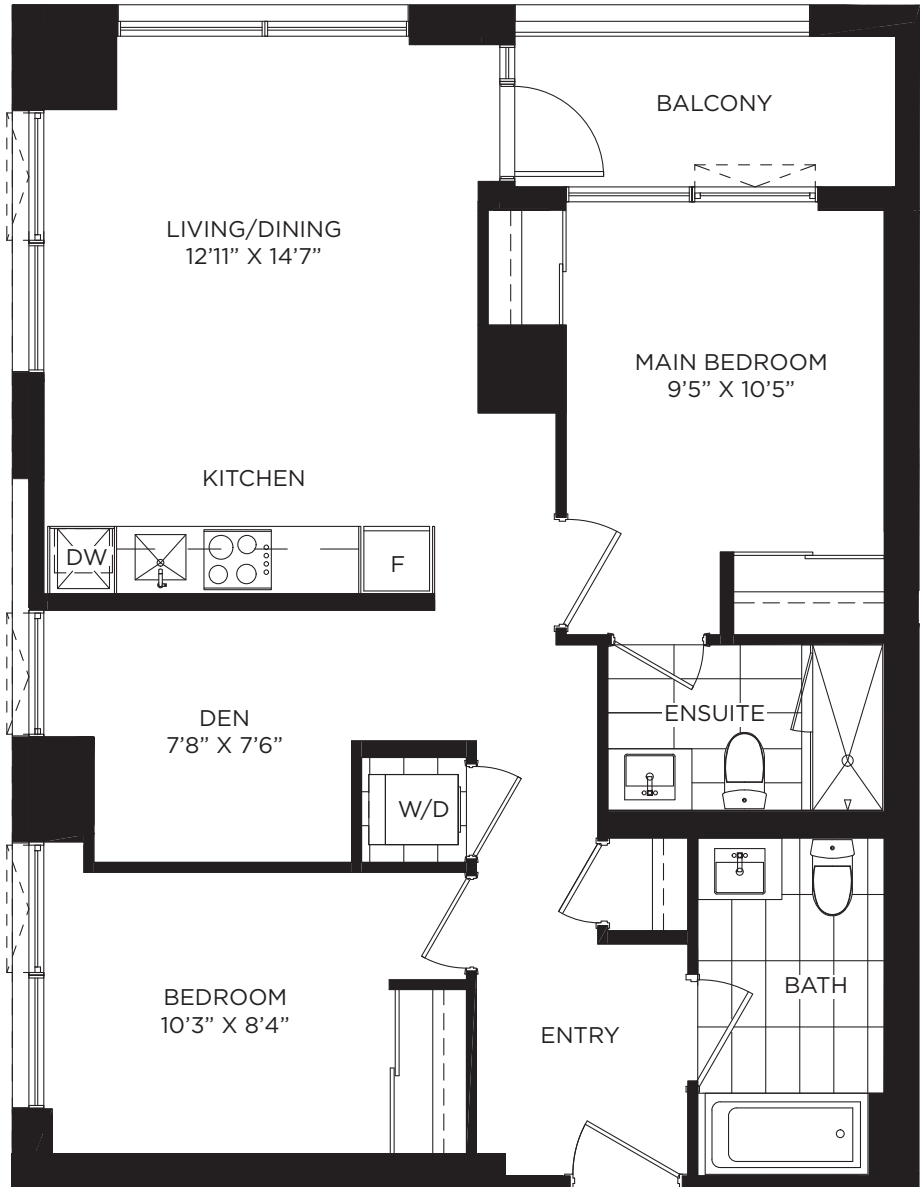 BALCONY
LIVING/DINING
12’11” X 14’7”
MAIN BEDROOM
9’5” X 10’5”
KITCHEN
DW
F
DEN
7’8” X 7’6”
ENSUITE
W/D
BEDROOM
10’3” X 8’4”
BATH
ENTRY